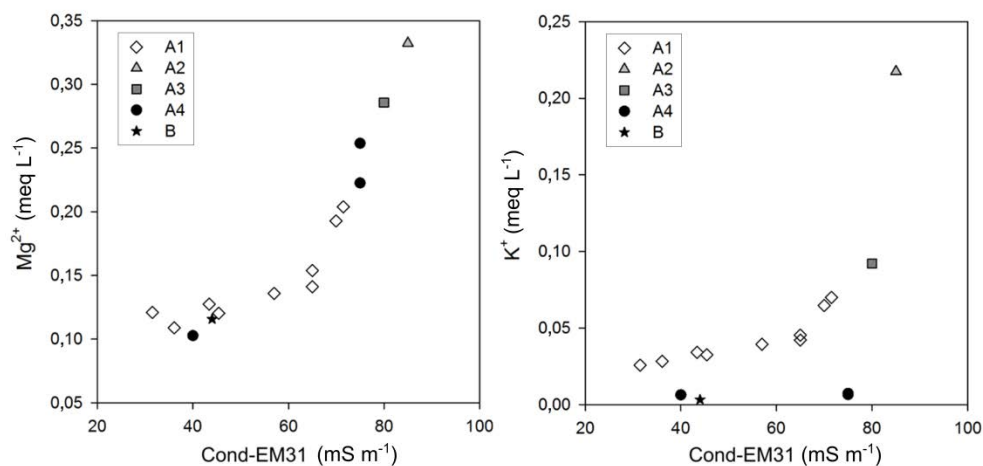 0,35
0,30
0,25
0,20
0,15
0,10
0,05
Mg²⁺ (meq L⁻¹)
A1
A2
A3
A4
B
20 40 60 80 100
Cond-EM31 (mS m⁻¹)
0,25
0,20
0,15
0,10
0,05
0,00
K⁺ (meq L⁻¹)
A1
A2
A3
A4
B
20 40 60 80 100
Cond-EM31 (mS m⁻¹)